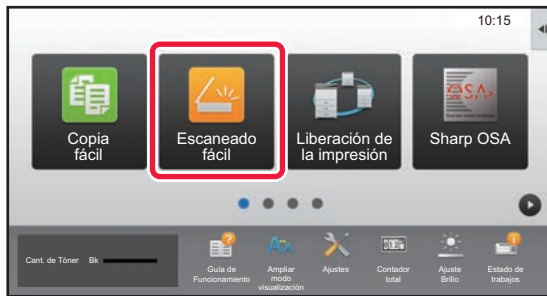 10:15
Copia
fácil
Escaneado
fácil
Liberación de
la impresión
Sharp OSA
Cant. de Tóner Bk
Guía de
Funcionamiento
Ampliar
modo
visualización
Ajustes
Contador
total
Ajuste
Brillo
Estado de
trabajos